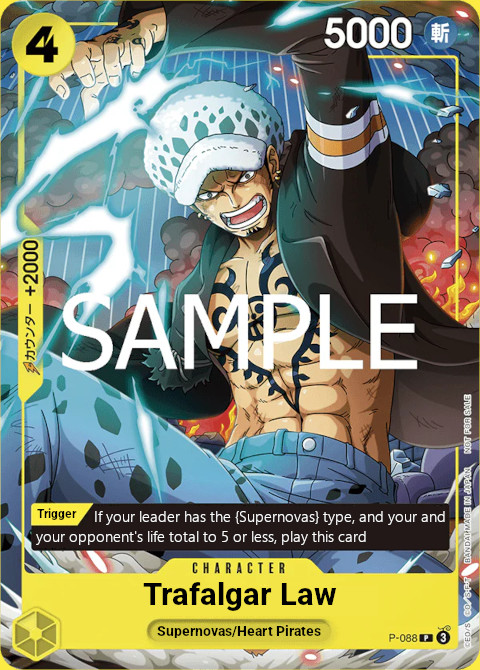 4
5000 斬
カウンター +2000
SAMPLE
Trigger If your leader has the {Supernovas} type, and your and
your opponent's life total to 5 or less, play this card
CHARACTER
Trafalgar Law
Supernovas/Heart Pirates
P-088 P 3
BANDAI MADE IN JAPAN NOT FOR SALE